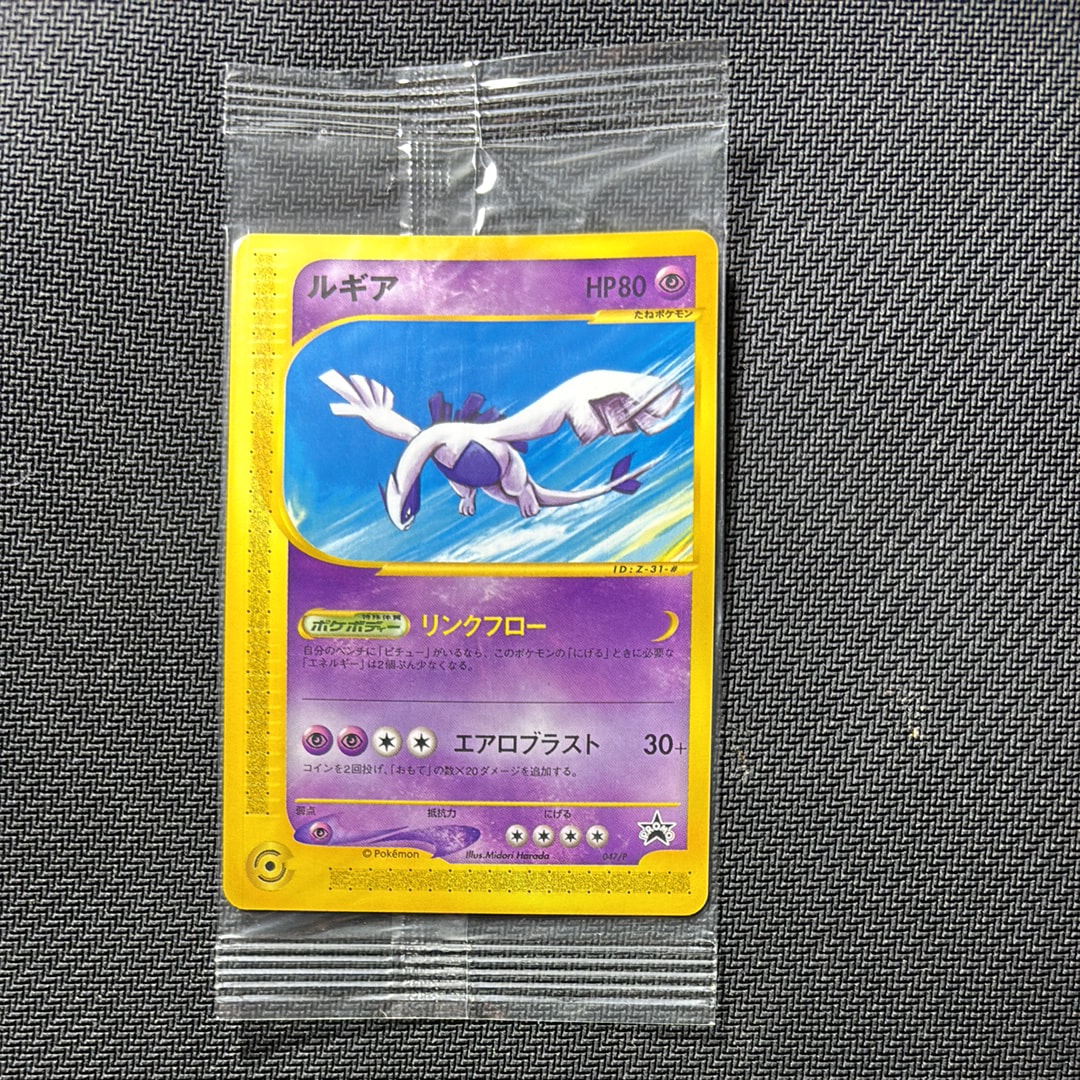 ルギア
HP80
たねポケモン
ID:Z-31-#
特殊体質
ポケボディー
リンクフロー
自分のベンチに「ピチュー」がいるなら、このポケモンの「にげる」ときに必要な
「エネルギー」は2個ぶん少なくなる。
エアロブラスト 30+
コインを2回投げ、「おもて」の数×20ダメージを追加する。
弱点 抵抗力 にげる
PROMO
© Pokémon Illus.Midori Harada 047/P